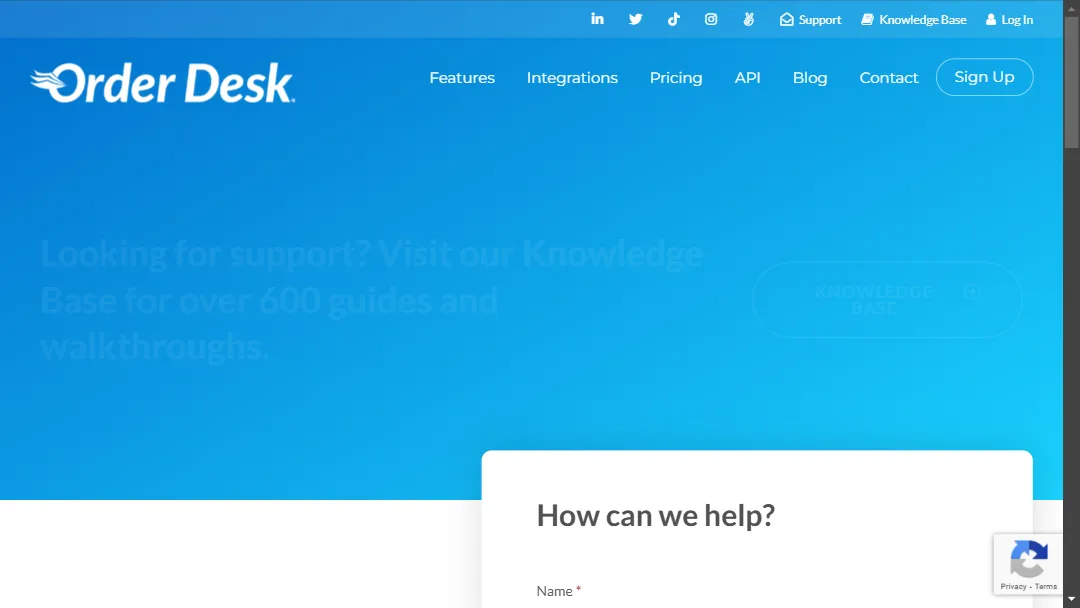 Support Knowledge Base Log In
Order Desk.
Features Integrations Pricing API Blog Contact Sign Up
Looking for support? Visit our Knowledge
Base for over 600 guides and
walkthroughs.
KNOWLEDGE
BASE
How can we help?
Name *
Privacy - Terms